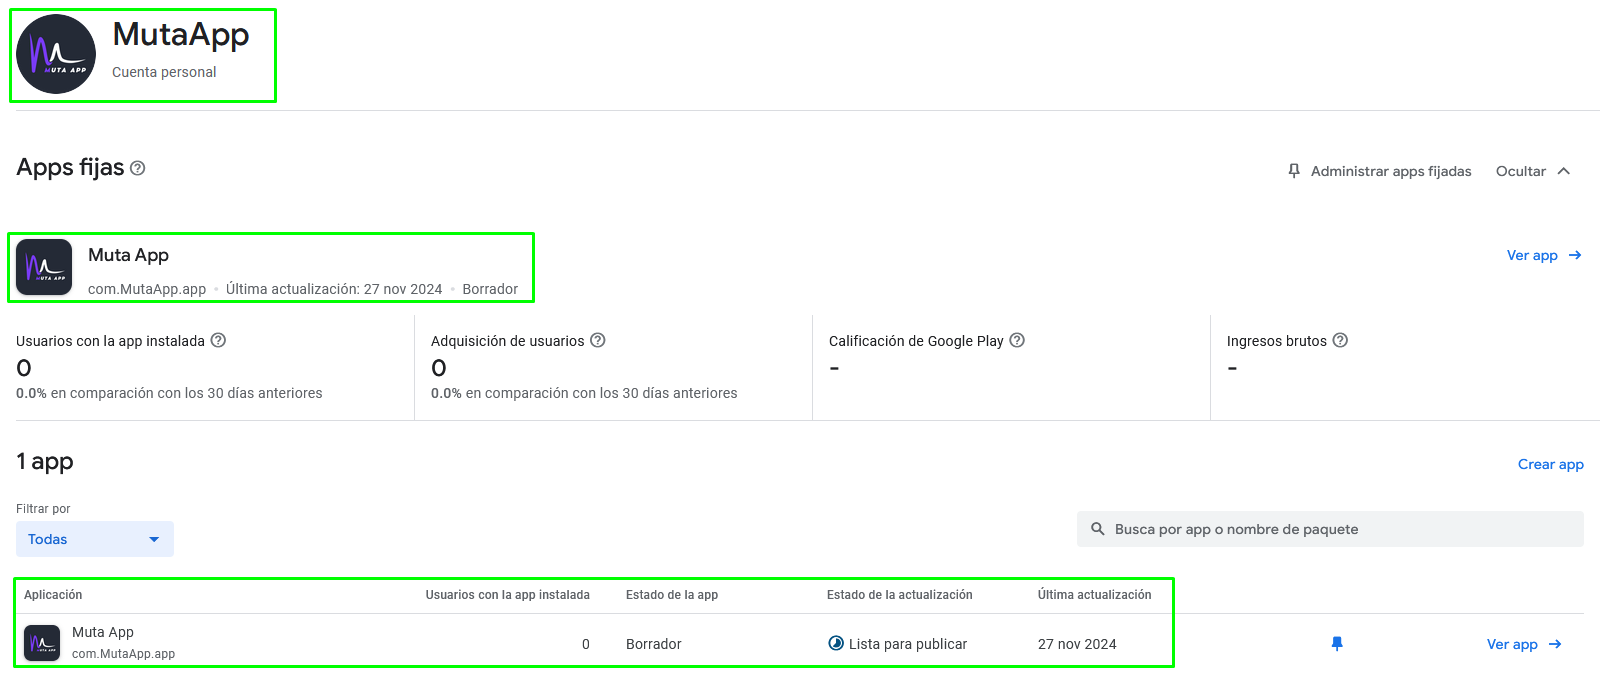 MutaApp
Cuenta personal
MUTA APP
Apps fijas
Administrar apps fijadas Ocultar
Muta App
com.MutaApp.app • Última actualización: 27 nov 2024 • Borrador
MUTA APP
Ver app →
Usuarios con la app instalada
0
0.0% en comparación con los 30 días anteriores
Adquisición de usuarios
0
0.0% en comparación con los 30 días anteriores
Calificación de Google Play
-
Ingresos brutos
-
1 app
Crear app
Filtrar por
Todas
Busca por app o nombre de paquete
Aplicación Usuarios con la app instalada Estado de la app Estado de la actualización Última actualización
Muta App
com.MutaApp.app
0 Borrador Lista para publicar 27 nov 2024 Ver app →